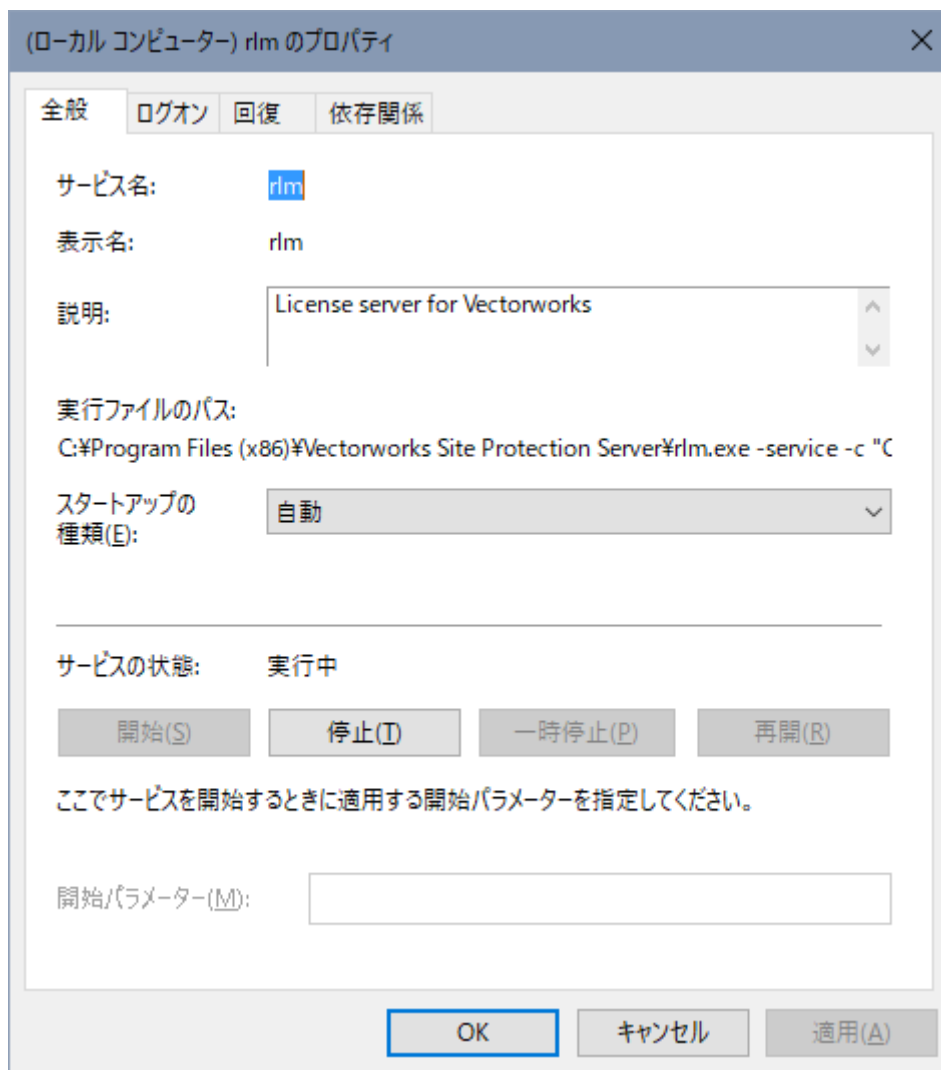 (ローカル コンピューター) rlm のプロパティ
全般 ログオン 回復 依存関係
サービス名: rlm
表示名: rlm
説明: License server for Vectorworks
実行ファイルのパス:
C:¥Program Files (x86)¥Vectorworks Site Protection Server¥rlm.exe -service -c "C
スタートアップの
種類(E): 自動
サービスの状態: 実行中
開始(S) 停止(T) 一時停止(P) 再開(R)
ここでサービスを開始するときに適用する開始パラメーターを指定してください。
開始パラメーター(M):
OK キャンセル 適用(A)